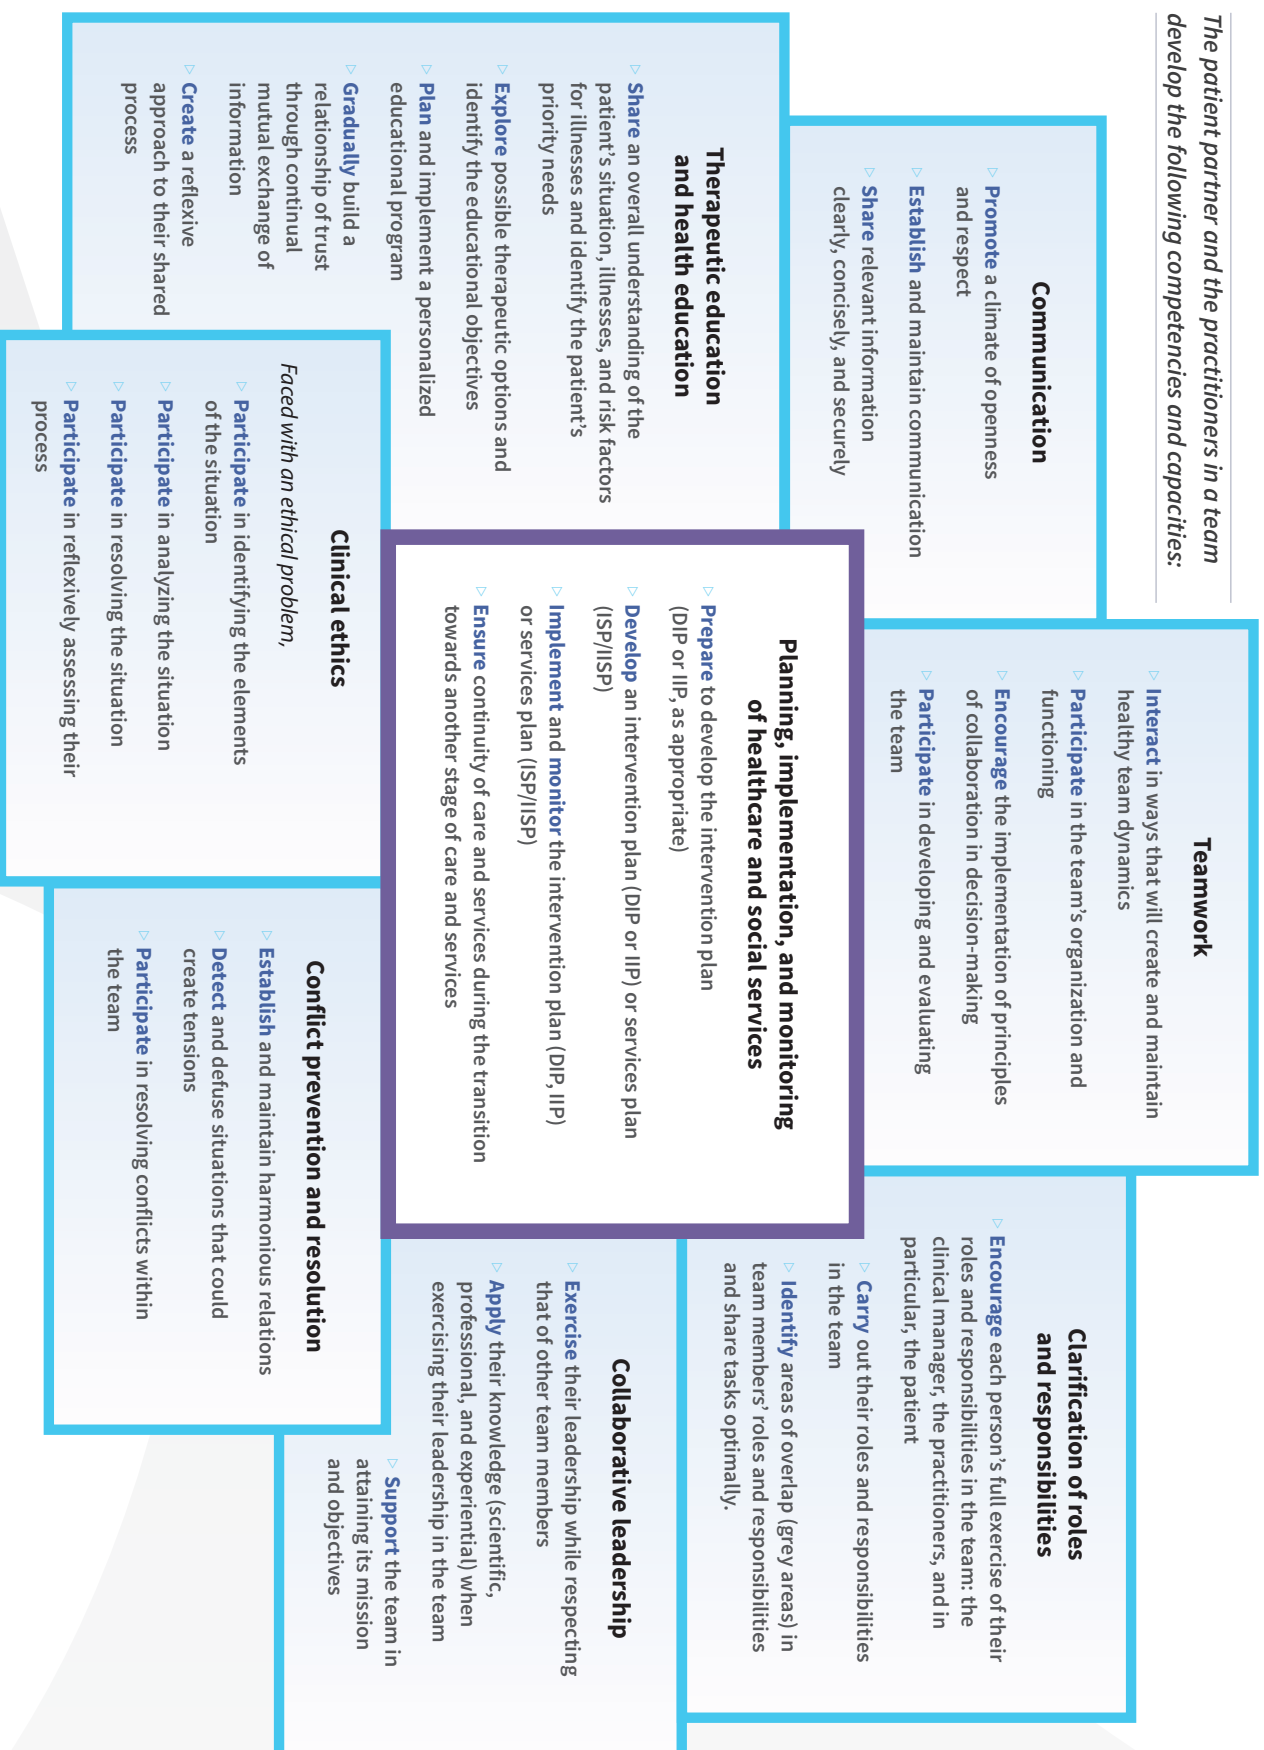 The patient partner and the practitioners in a team
develop the following competencies and capacities:
Communication
▷ Promote a climate of openness
and respect
▷ Establish and maintain communication
▷ Share relevant information
clearly, concisely, and securely
Teamwork
▷ Interact in ways that will create and maintain
healthy team dynamics
▷ Participate in the team's organization and
functioning
▷ Encourage the implementation of principles
of collaboration in decision-making
▷ Participate in developing and evaluating
the team
Clarification of roles
and responsibilities
▷ Encourage each person's full exercise of their
roles and responsibilities in the team: the
clinical manager, the practitioners, and in
particular, the patient
▷ Carry out their roles and responsibilities
in the team
▷ Identify areas of overlap (grey areas) in
team members' roles and responsibilities
and share tasks optimally.
Therapeutic education
and health education
▷ Share an overall understanding of the
patient's situation, illnesses, and risk factors
for illnesses and identify the patient's
priority needs
▷ Explore possible therapeutic options and
identify the educational objectives
▷ Plan and implement a personalized
educational program
▷ Gradually build a
relationship of trust
through continual
mutual exchange of
information
▷ Create a reflexive
approach to their shared
process
Planning, implementation, and monitoring
of healthcare and social services
▷ Prepare to develop the intervention plan
(DIP or IIP, as appropriate)
▷ Develop an intervention plan (DIP or IIP) or services plan
(ISP/IISP)
▷ Implement and monitor the intervention plan (DIP, IIP)
or services plan (ISP/IISP)
▷ Ensure continuity of care and services during the transition
towards another stage of care and services
Collaborative leadership
▷ Exercise their leadership while respecting
that of other team members
▷ Apply their knowledge (scientific,
professional, and experiential) when
exercising their leadership in the team
▷ Support the team in
attaining its mission
and objectives
Clinical ethics
Faced with an ethical problem,
▷ Participate in identifying the elements
of the situation
▷ Participate in analyzing the situation
▷ Participate in resolving the situation
▷ Participate in reflexively assessing their
process
Conflict prevention and resolution
▷ Establish and maintain harmonious relations
▷ Detect and defuse situations that could
create tensions
▷ Participate in resolving conflicts within
the team